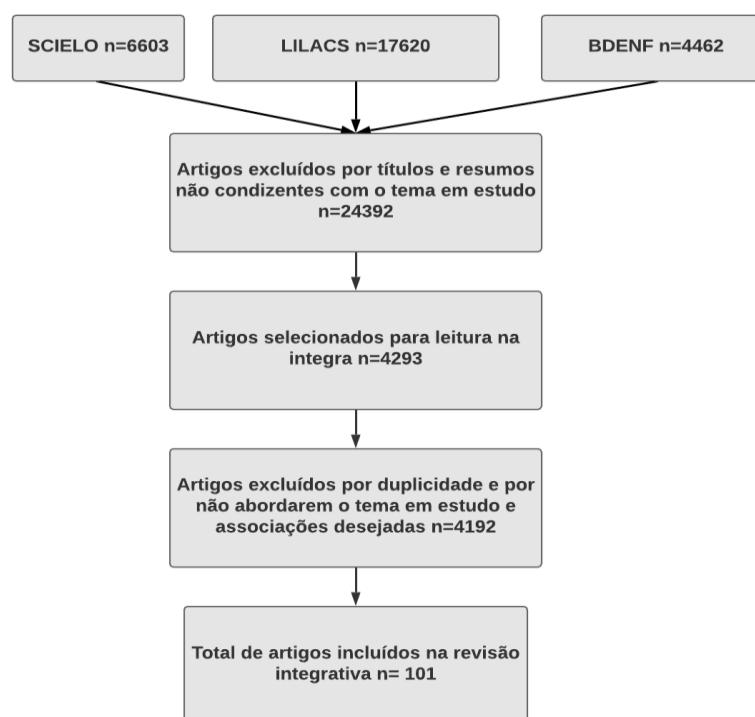 SCIELO n=6603
LILACS n=17620
BDENF n=4462
Artigos excluídos por títulos e resumos
não condizentes com o tema em estudo
n=24392
Artigos selecionados para leitura na
integra n=4293
Artigos excluídos por duplicidade e por
não abordarem o tema em estudo e
associações desejadas n=4192
Total de artigos incluídos na revisão
integrativa n= 101